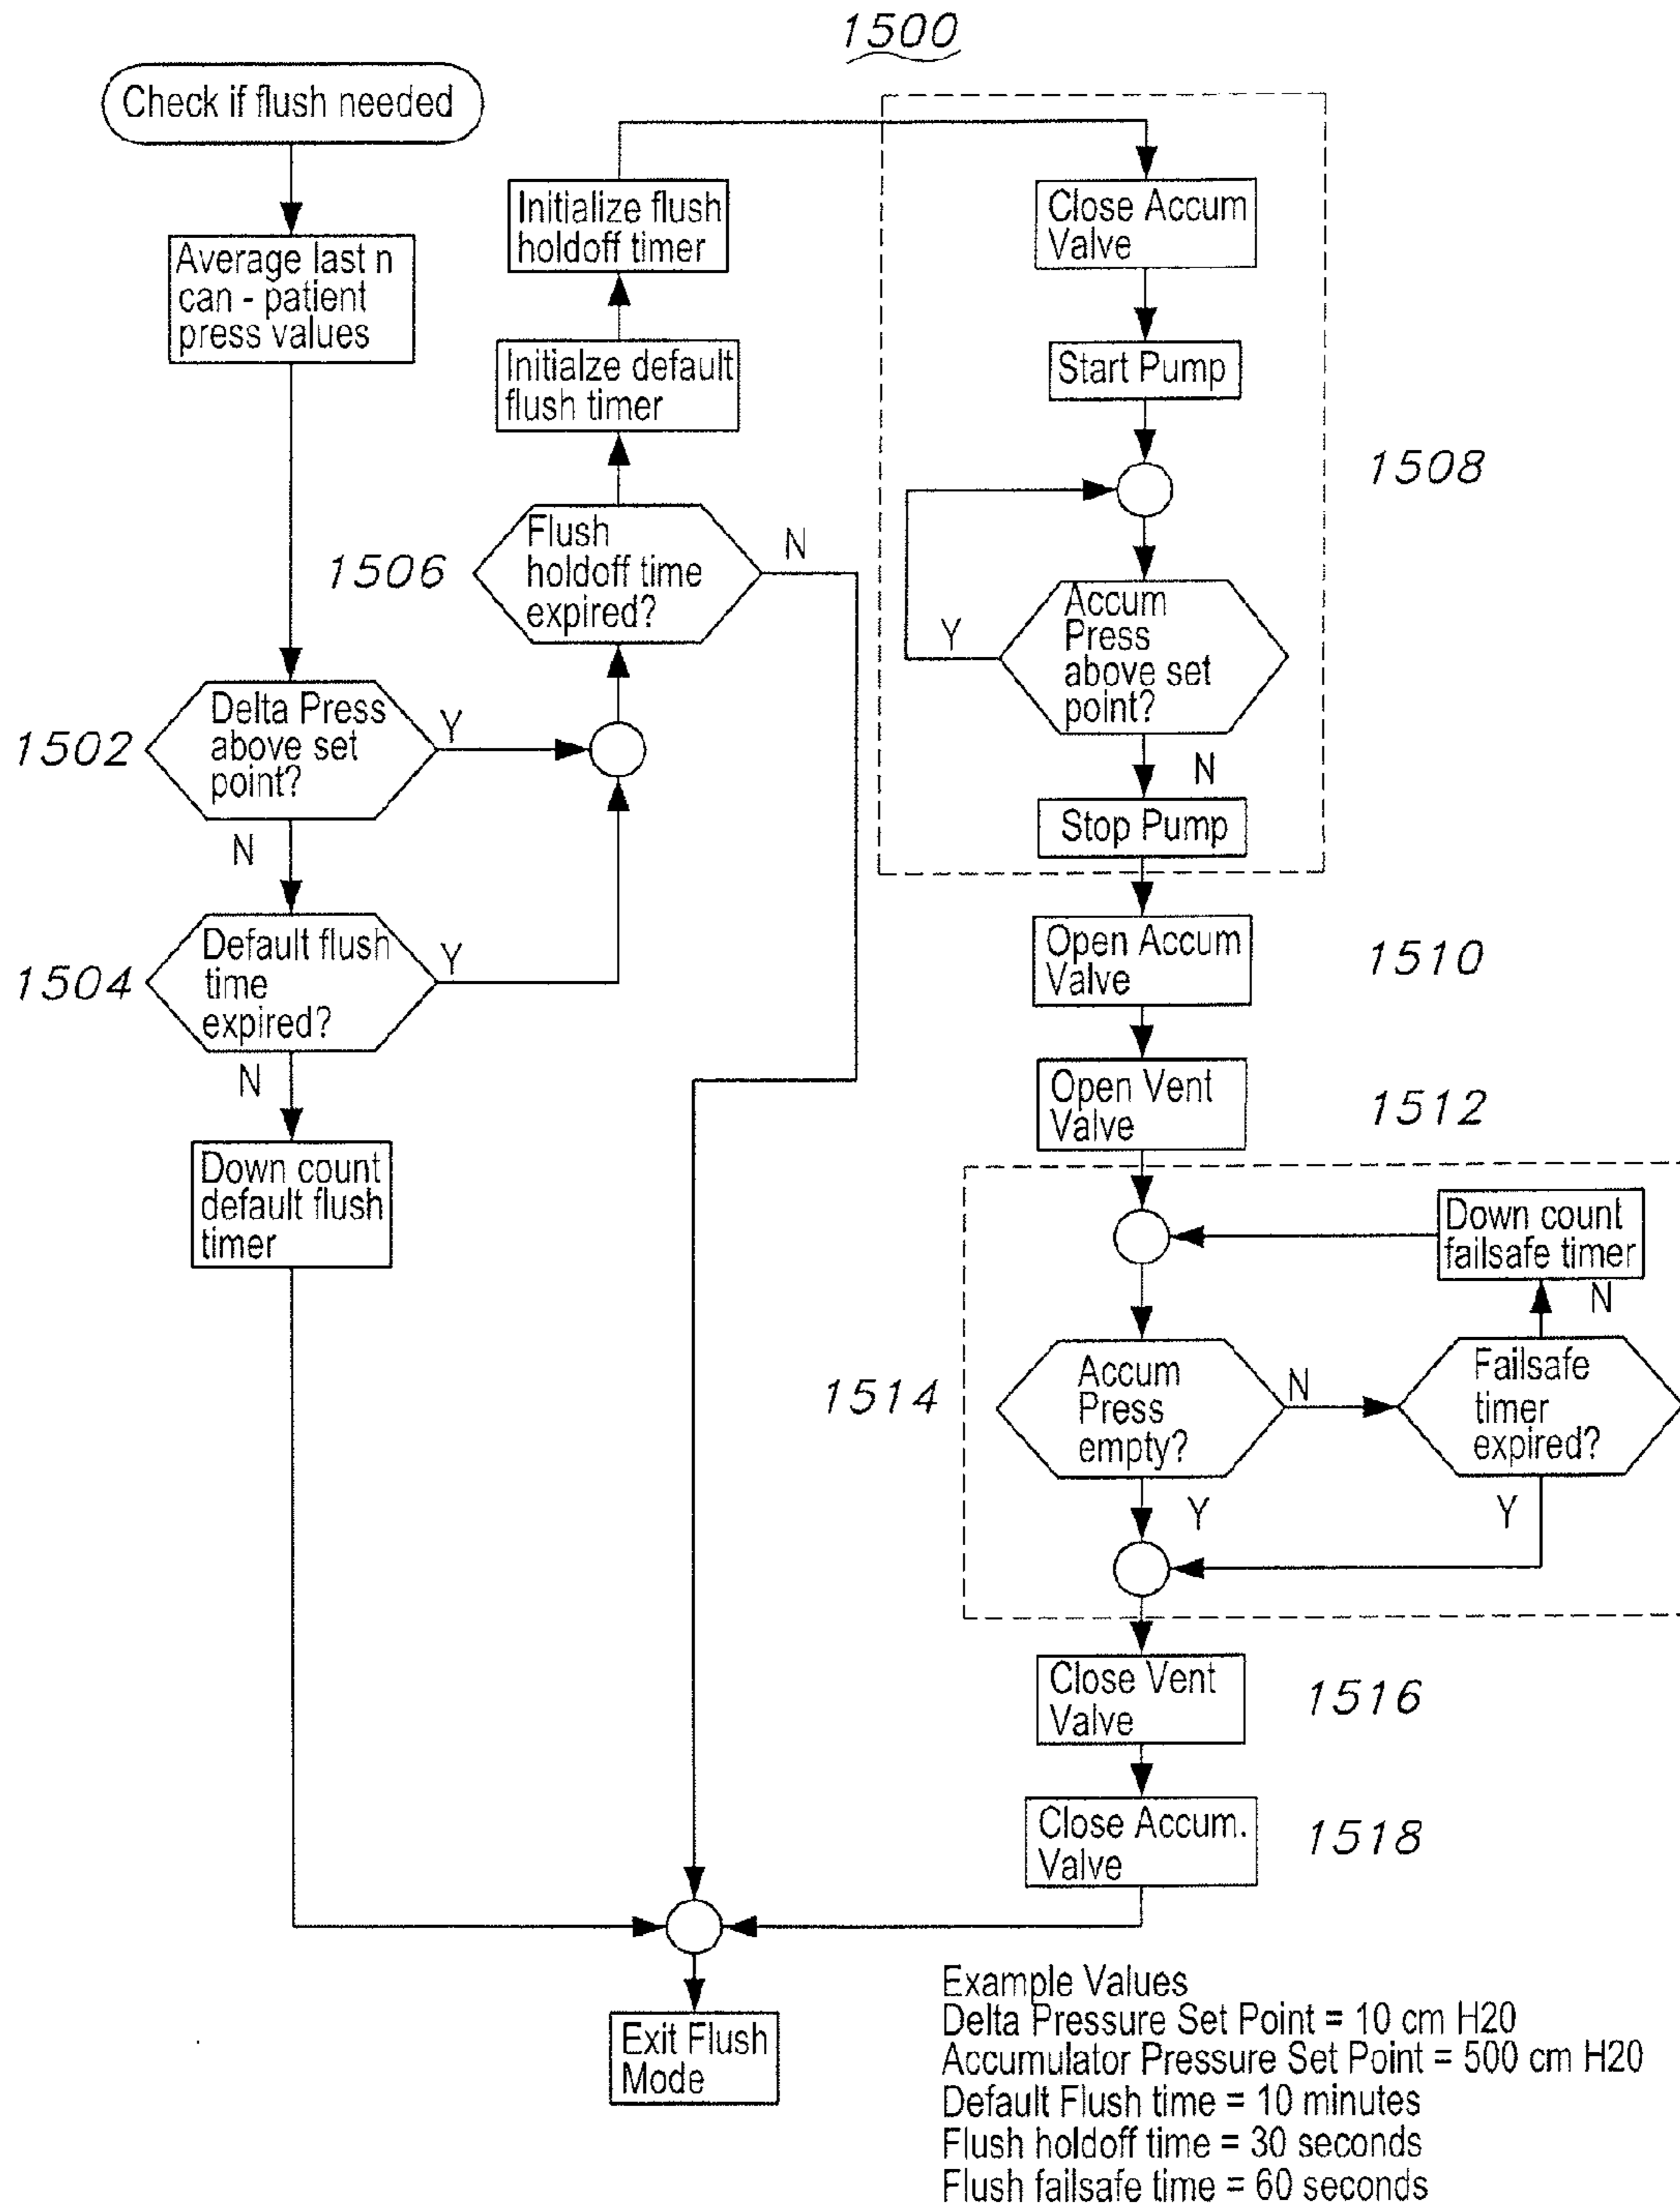 1500
Check if flush needed
Average last n
can - patient
press values
1502
Delta Press
above set
point?
Y
N
1504
Default flush
time
expired?
Y
N
Down count
default flush
timer
1506
Flush
holdoff time
expired?
N
Initialze default
flush timer
Initialize flush
holdoff timer
Close Accum
Valve
Start Pump
1508
Accum
Press
above set
point?
Y
N
Stop Pump
Open Accum
Valve
1510
Open Vent
Valve
1512
Down count
failsafe timer
N
1514
Accum
Press
empty?
N
Failsafe
timer
expired?
Y
Y
Close Vent
Valve
1516
Close Accum.
Valve
1518
Exit Flush
Mode
Example Values
Delta Pressure Set Point = 10 cm H20
Accumulator Pressure Set Point = 500 cm H20
Default Flush time = 10 minutes
Flush holdoff time = 30 seconds
Flush failsafe time = 60 seconds